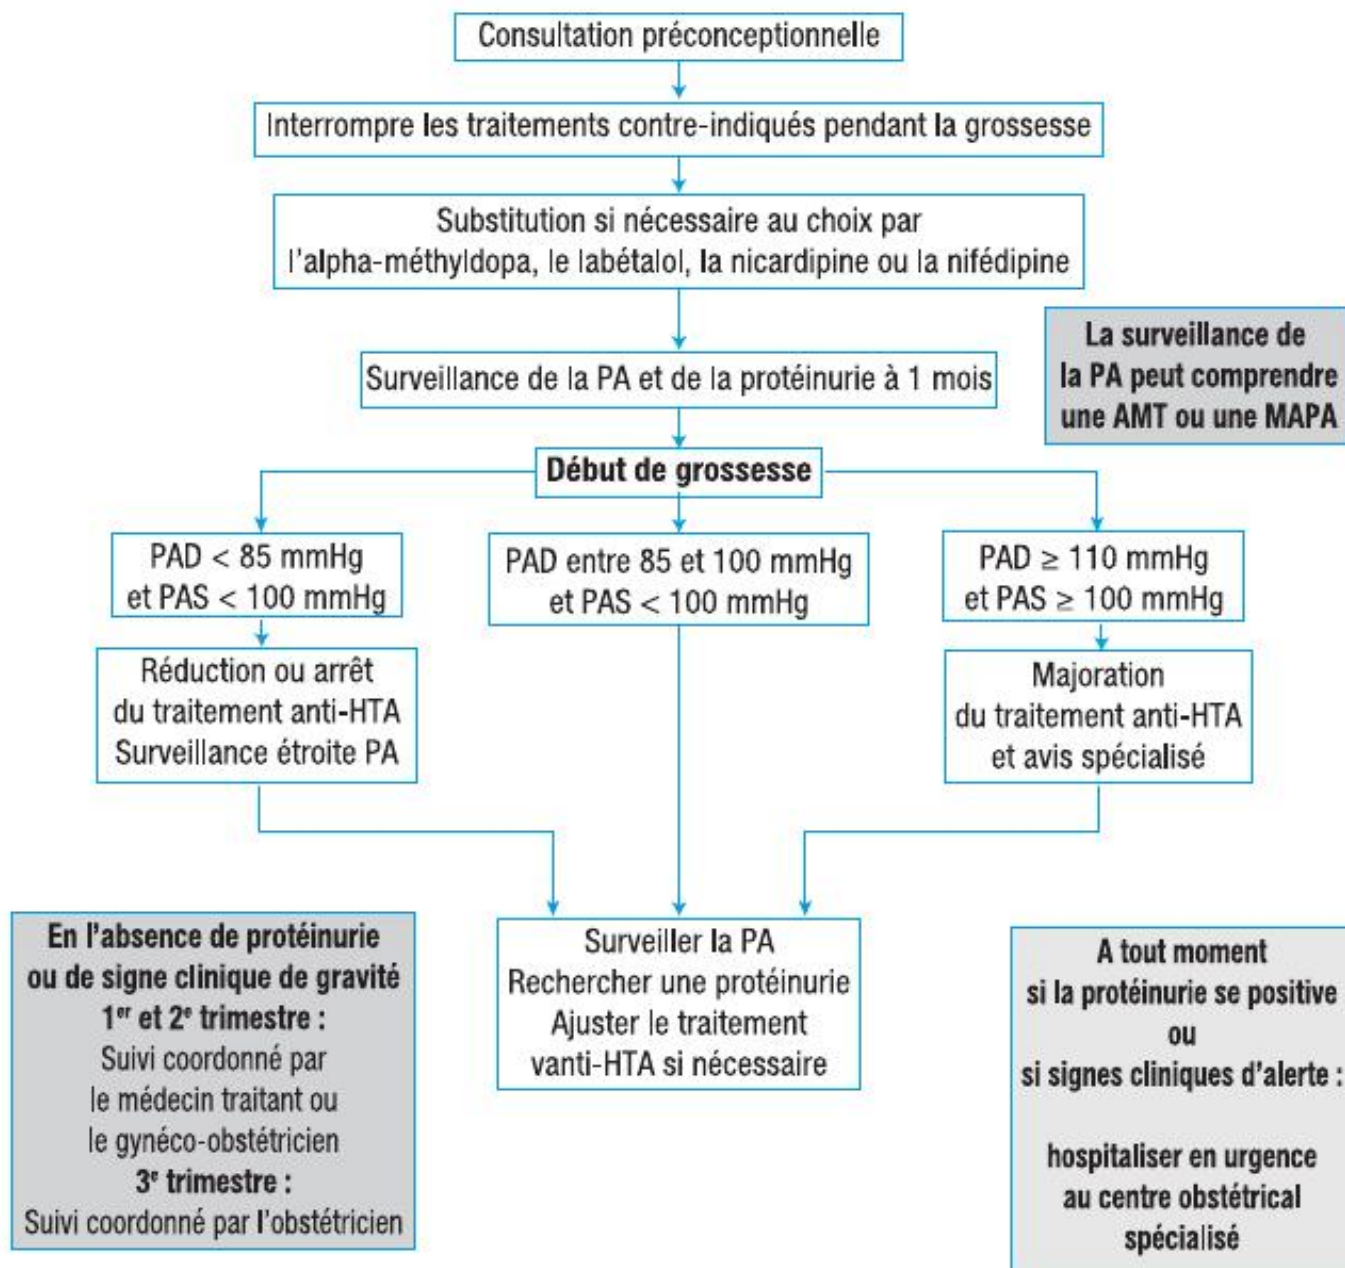 Consultation préconceptionnelle
Interrompre les traitements contre-indiqués pendant la grossesse
Substitution si nécessaire au choix par
l'alpha-méthyldopa, le labétalol, la nicardipine ou la nifédipine
La surveillance de
la PA peut comprendre
une AMT ou une MAPA
Surveillance de la PA et de la protéinurie à 1 mois
Début de grossesse
PAD < 85 mmHg
et PAS < 100 mmHg
PAD entre 85 et 100 mmHg
et PAS < 100 mmHg
PAD ≥ 110 mmHg
et PAS ≥ 100 mmHg
Réduction ou arrêt
du traitement anti-HTA
Surveillance étroite PA
Majoration
du traitement anti-HTA
et avis spécialisé
En l'absence de protéinurie
ou de signe clinique de gravité
1er et 2e trimestre :
Suivi coordonné par
le médecin traitant ou
le gynéco-obstétricien
3e trimestre :
Suivi coordonné par l'obstétricien
Surveiller la PA
Rechercher une protéinurie
Ajuster le traitement
vanti-HTA si nécessaire
A tout moment
si la protéinurie se positive
ou
si signes cliniques d'alerte :
hospitaliser en urgence
au centre obstétrical
spécialisé